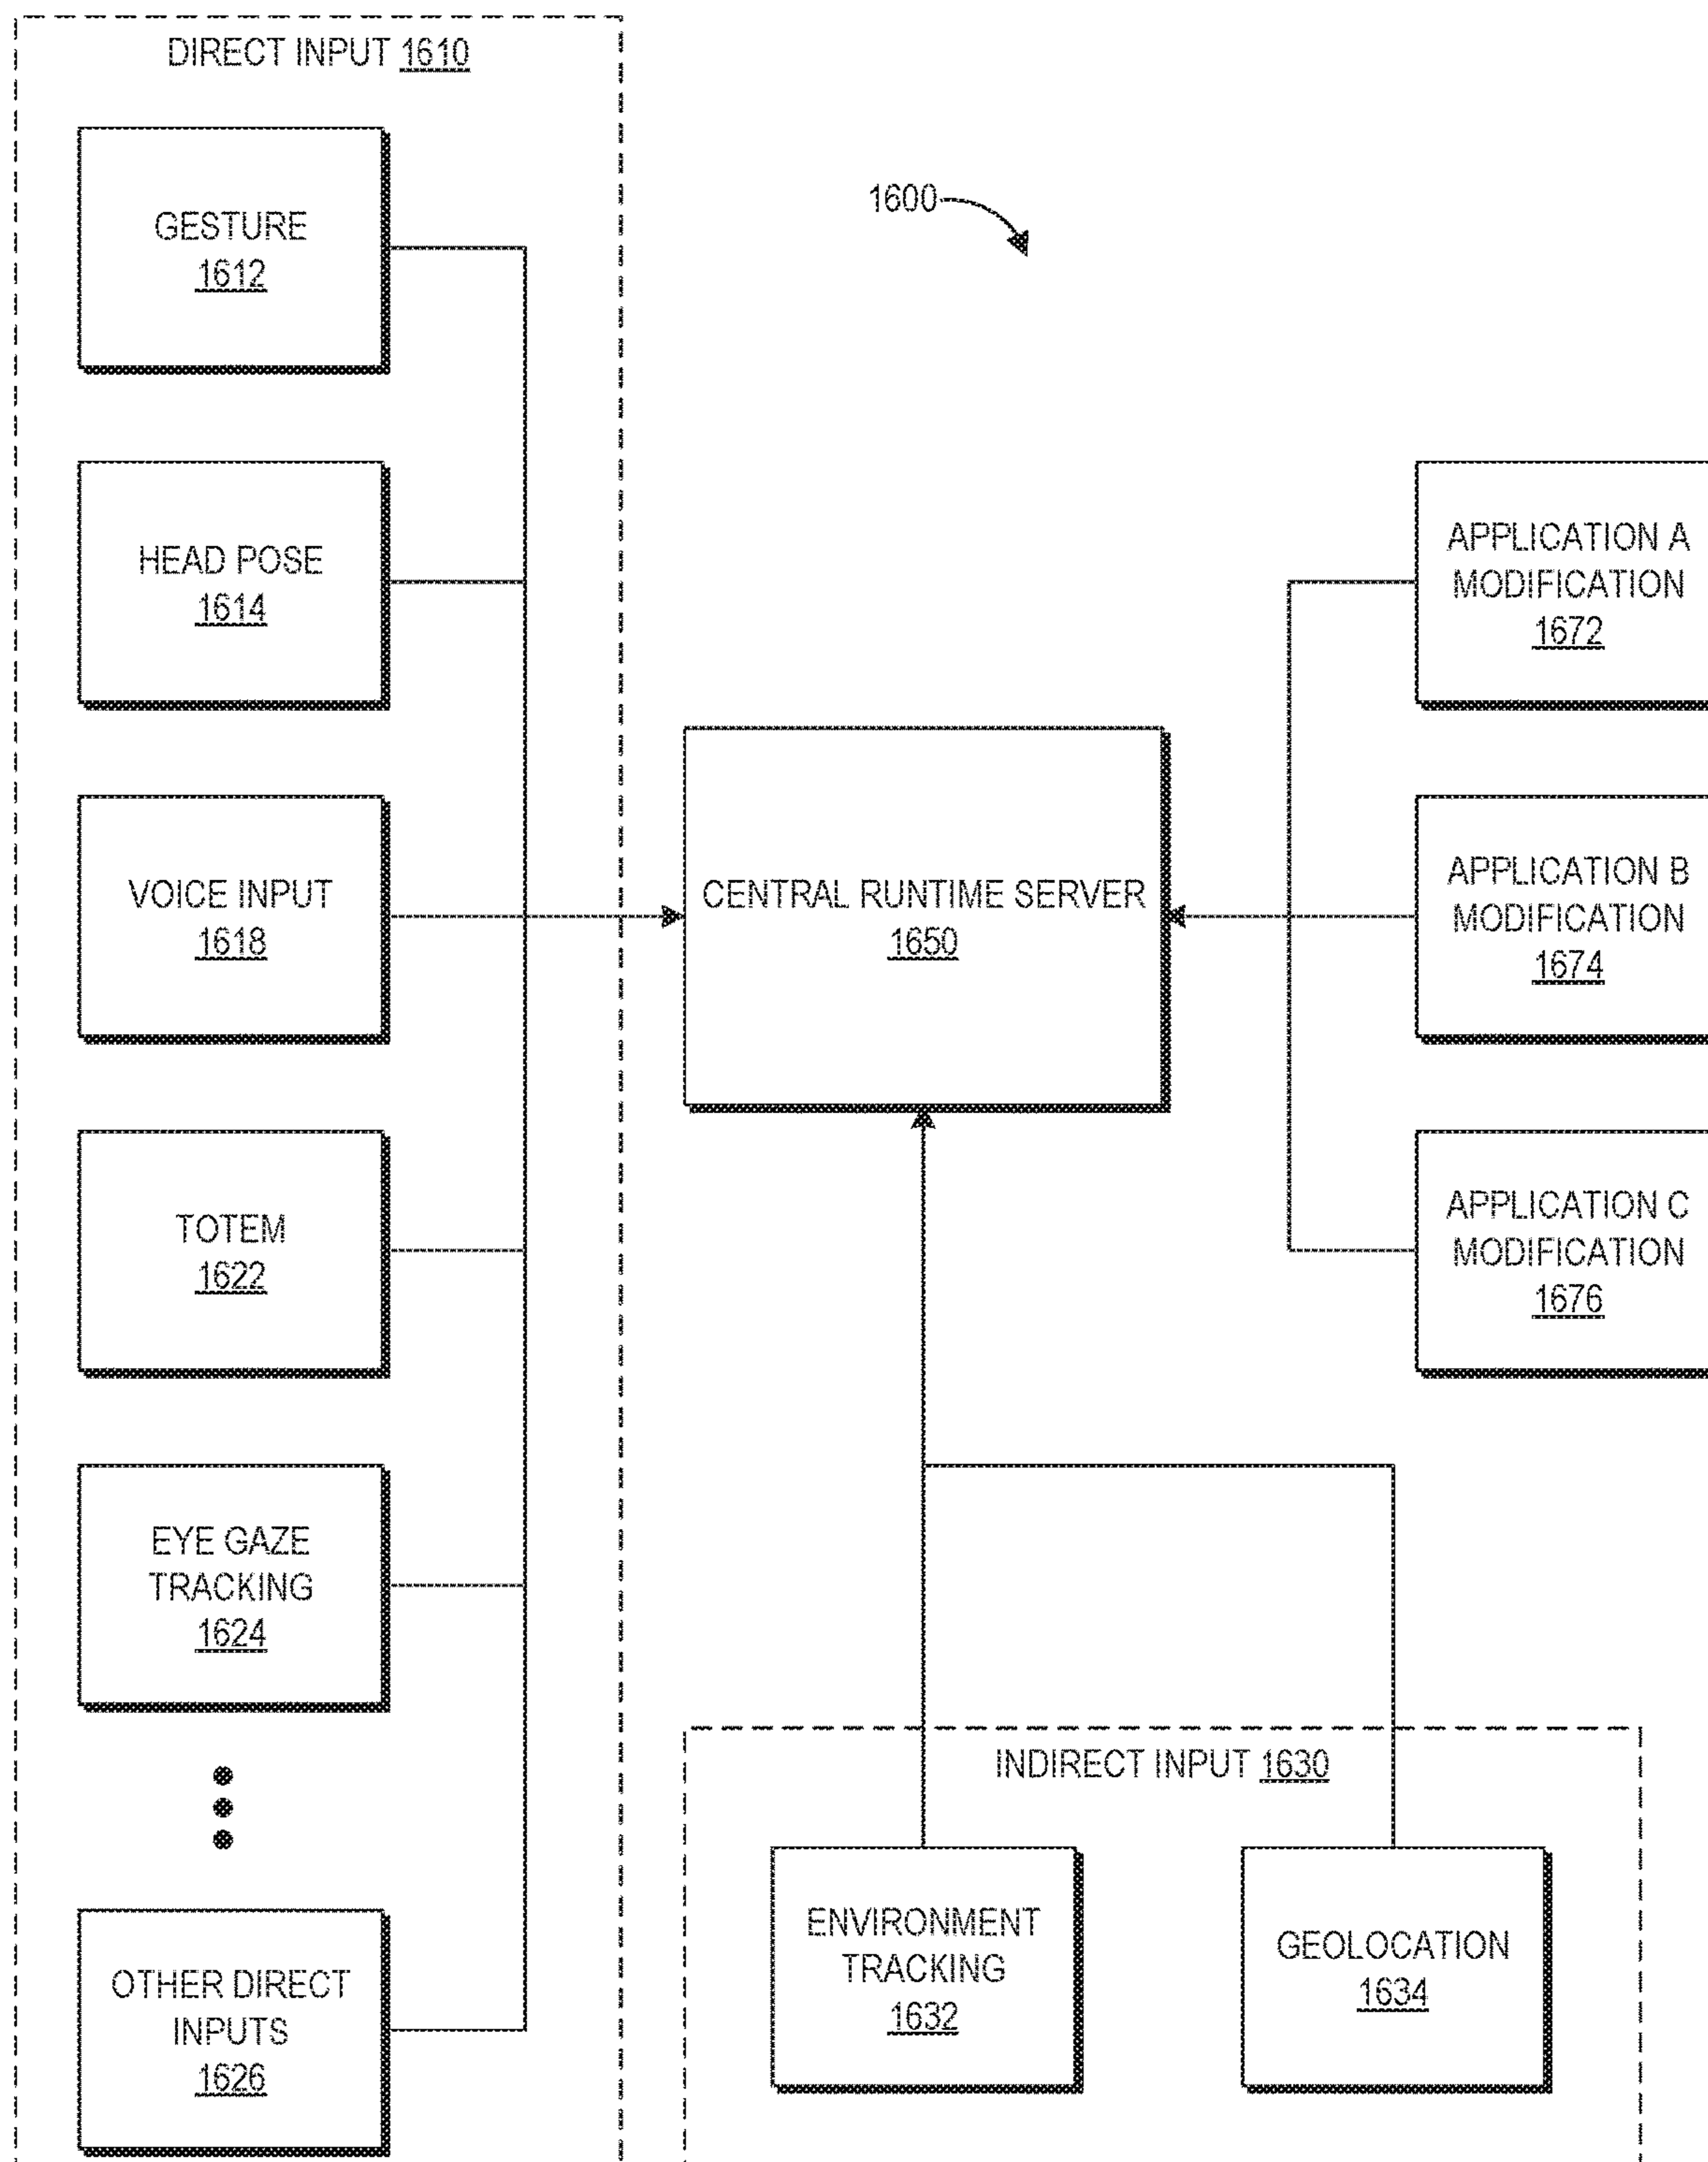 DIRECT INPUT 1610
GESTURE
1612
1600
HEAD POSE
1614
APPLICATION A
MODIFICATION
1672
VOICE INPUT
1618
CENTRAL RUNTIME SERVER
1650
APPLICATION B
MODIFICATION
1674
TOTEM
1622
APPLICATION C
MODIFICATION
1676
EYE GAZE
TRACKING
1624
INDIRECT INPUT 1630
OTHER DIRECT
INPUTS
1626
ENVIRONMENT
TRACKING
1632
GEOLOCATION
1634